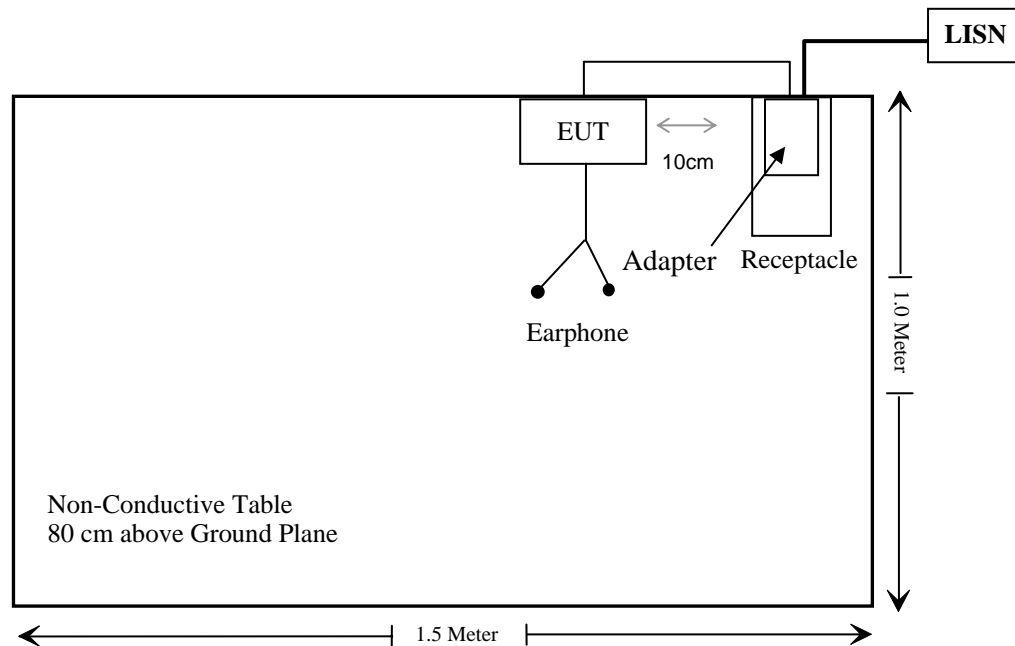 LISN
EUT
10cm
Adapter
Receptacle
Earphone
1.0 Meter
Non-Conductive Table
80 cm above Ground Plane
1.5 Meter